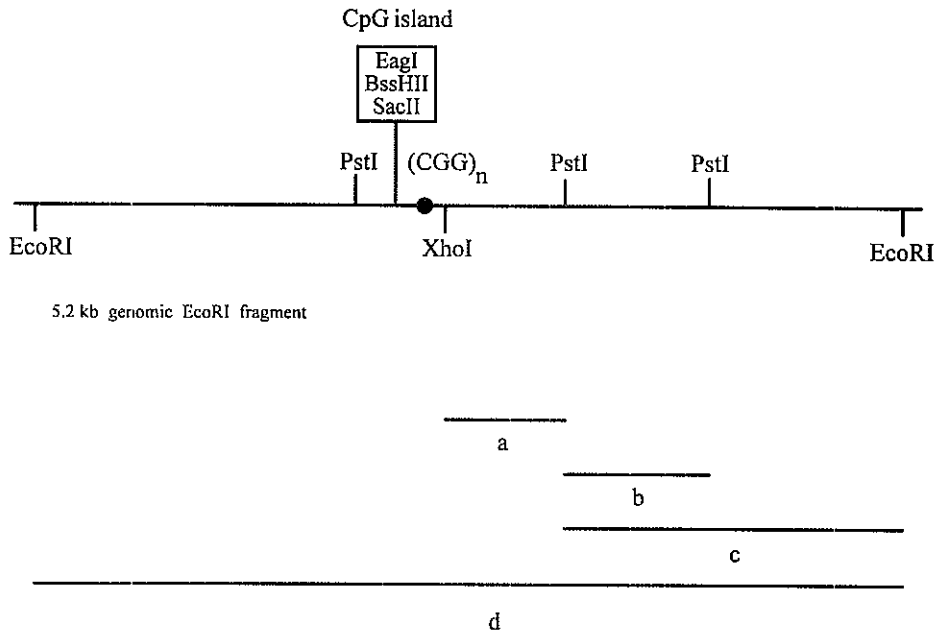 CpG island
EagI
BssHII
SacII
PstI (CGG)n PstI PstI
EcoRI XhoI EcoRI
5.2 kb genomic EcoRI fragment
a
b
c
d